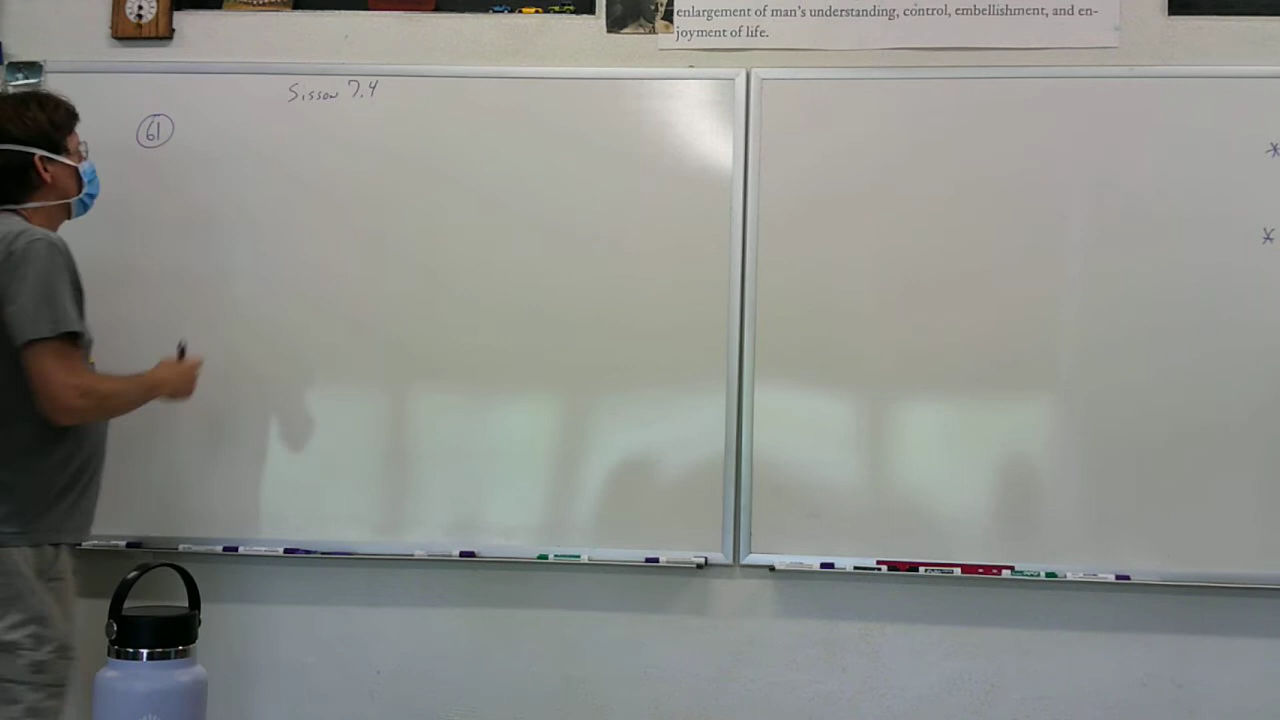 enlargement of man's understanding, control, embellishment, and en-
joyment of life.
Sisson 7.4
61
*
*